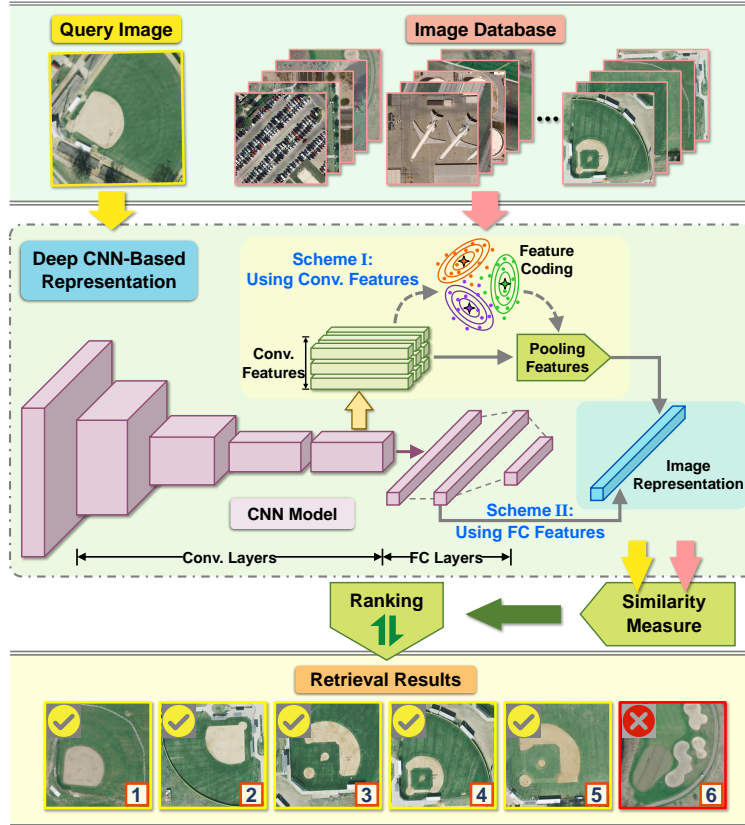 Query Image
Image Database
Deep CNN-Based
Representation
Scheme I:
Using Conv. Features
Feature
Coding
Conv.
Features
Pooling
Features
Image
Representation
CNN Model
Scheme II:
Using FC Features
Conv. Layers
FC Layers
Ranking
Similarity
Measure
Retrieval Results
1
2
3
4
5
6